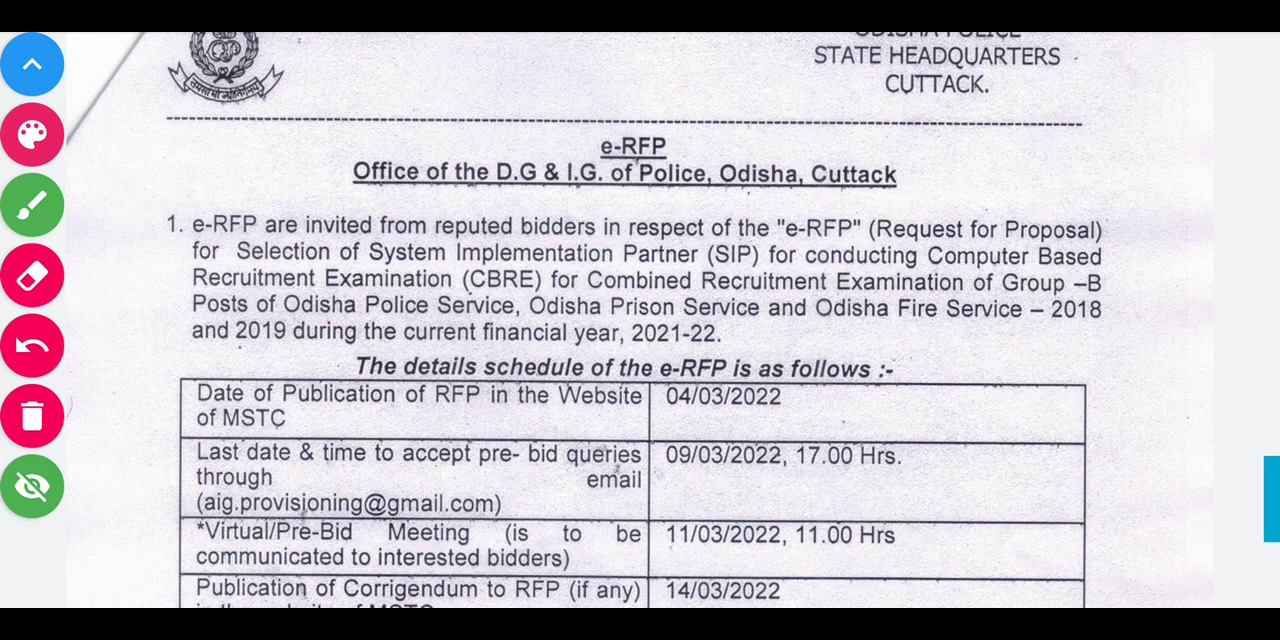 STATE HEADQUARTERS
CUTTACK.
e-RFP
Office of the D.G & I.G. of Police, Odisha, Cuttack
1. e-RFP are invited from reputed bidders in respect of the "e-RFP" (Request for Proposal)
for Selection of System Implementation Partner (SIP) for conducting Computer Based
Recruitment Examination (CBRE) for Combined Recruitment Examination of Group –B
Posts of Odisha Police Service, Odisha Prison Service and Odisha Fire Service – 2018
and 2019 during the current financial year, 2021-22.
The details schedule of the e-RFP is as follows :-
Date of Publication of RFP in the Website 04/03/2022
of MSTC
Last date & time to accept pre- bid queries 09/03/2022, 17.00 Hrs.
through email
(aig.provisioning@gmail.com)
*Virtual/Pre-Bid Meeting (is to be 11/03/2022, 11.00 Hrs
communicated to interested bidders)
Publication of Corrigendum to RFP (if any) 14/03/2022